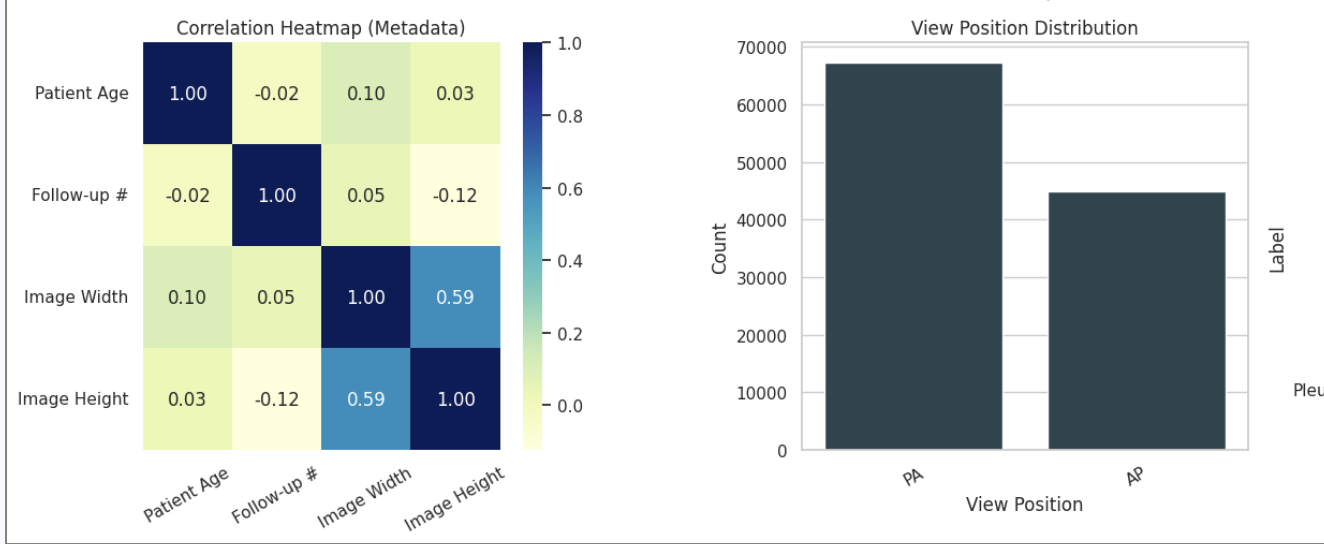 Correlation Heatmap (Metadata)
Patient Age 1.00 -0.02 0.10 0.03
Follow-up # -0.02 1.00 0.05 -0.12
Image Width 0.10 0.05 1.00 0.59
Image Height 0.03 -0.12 0.59 1.00
Patient Age Follow-up # Image Width Image Height
1.0
0.8
0.6
0.4
0.2
0.0
View Position Distribution
70000
60000
50000
40000
30000
20000
10000
0
Count
PA AP
View Position
Label
Pleu